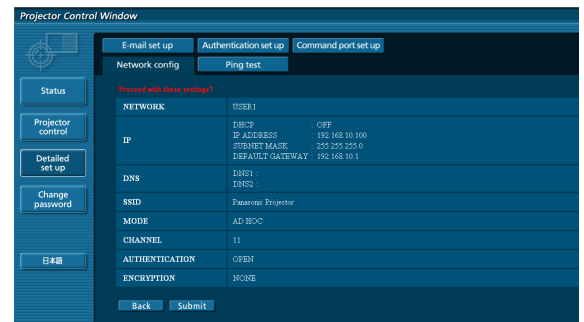 Projector Control Window
E-mail set up
Authentication set up
Command port set up
Network config
Ping test
Status
Projector control
Detailed set up
Change password
日本語
Proceed with these settings?
NETWORK USER1
IP
DHCP : OFF
IP ADDRESS : 192.168.10.100
SUBNET MASK : 255.255.255.0
DEFAULT GATEWAY : 192.168.10.1
DNS
DNS1 :
DNS2 :
SSID Panasonic Projector
MODE AD HOC
CHANNEL 11
AUTHENTICATION OPEN
ENCRYPTION NONE
Back Submit